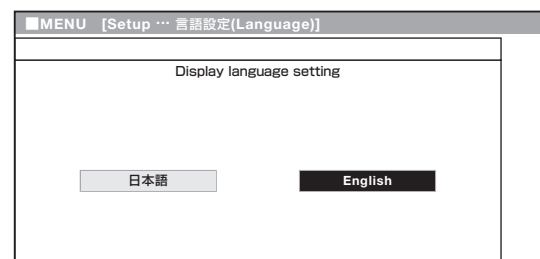 ■MENU [Setup … 言語設定(Language)]
Display language setting
日本語 English